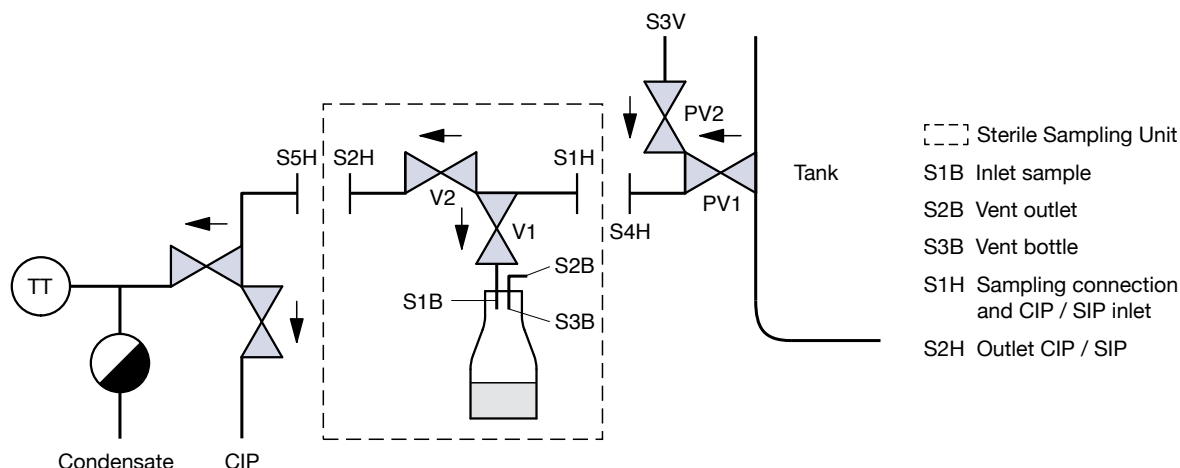 S3V
PV2
S5H
S2H
S1H
V2
V1
S4H
PV1
Tank
TT
S2B
S1B
S3B
Condensate
CIP
Sterile Sampling Unit
S1B Inlet sample
S2B Vent outlet
S3B Vent bottle
S1H Sampling connection
and CIP / SIP inlet
S2H Outlet CIP / SIP